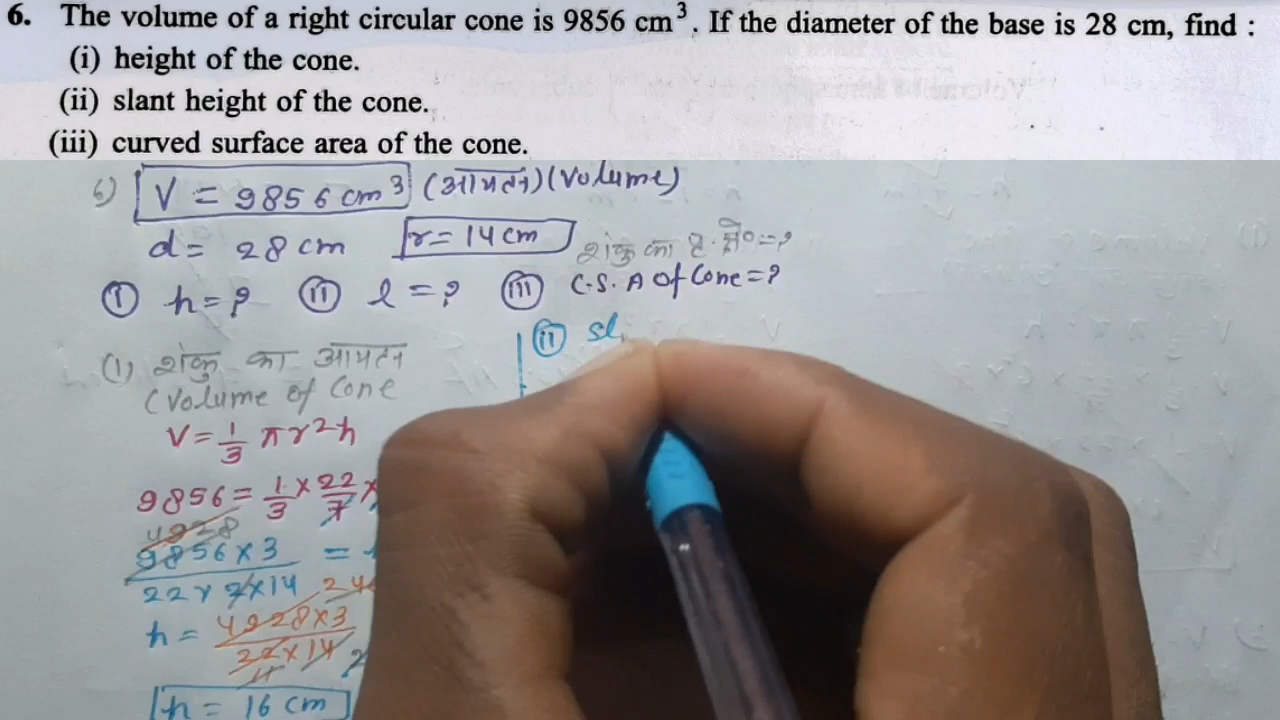 6. The volume of a right circular cone is 9856 cm³. If the diameter of the base is 28 cm, find :
(i) height of the cone.
(ii) slant height of the cone.
(iii) curved surface area of the cone.
6) V = 9856 cm³ (आयतन) (Volume)
d = 28 cm r = 14 cm
शंकु का
(i) h = ? (ii) l = ? (iii) C.S.A of Cone = ?
(1) शंकु का आयतन
(Volume of Cone
V = 1/3 πr²h
9856 = 1/3 × 22/7 ×
4928
9856 × 3 / 22 × 2 × 14 =
h = 4928 × 3 / 22 × 14
11
h = 16 cm
(ii) sl